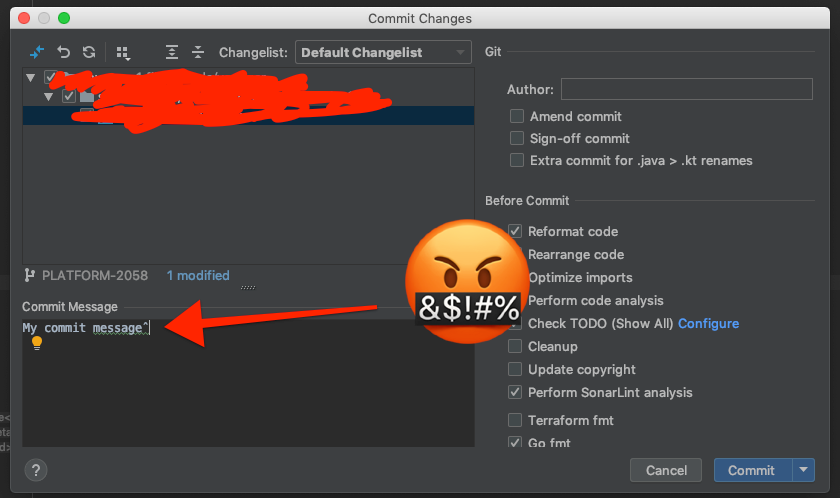 Commit Changes
Changelist: Default Changelist
Git
Author:
Amend commit
Sign-off commit
Extra commit for .java > .kt renames
Before Commit
Reformat code
Rearrange code
Optimize imports
Perform code analysis
Check TODO (Show All) Configure
Cleanup
Update copyright
Perform SonarLint analysis
Terraform fmt
Go fmt
PLATFORM-2058 1 modified
Commit Message
My commit message^
&$!#%
?
Cancel
Commit